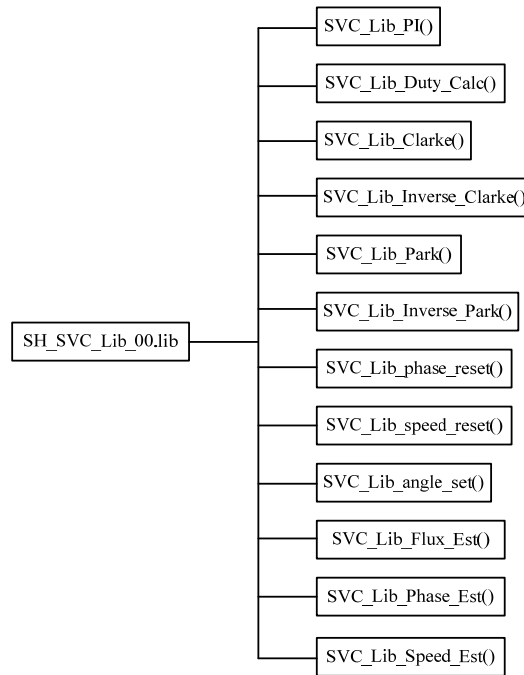 SVC_Lib_PI()
SVC_Lib_Duty_Calc()
SVC_Lib_Clarke()
SVC_Lib_Inverse_Clarke()
SVC_Lib_Park()
SVC_Lib_Inverse_Park()
SH_SVC_Lib_00.lib
SVC_Lib_phase_reset()
SVC_Lib_speed_reset()
SVC_Lib_angle_set()
SVC_Lib_Flux_Est()
SVC_Lib_Phase_Est()
SVC_Lib_Speed_Est()